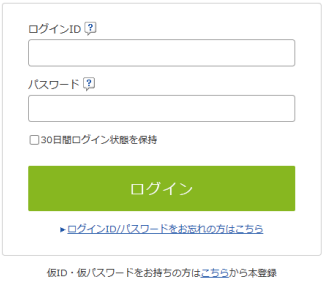 ログインID ?
パスワード ?
30日間ログイン状態を保持
ログイン
▸ログインID/パスワードをお忘れの方はこちら
仮ID・仮パスワードをお持ちの方はこちらから本登録